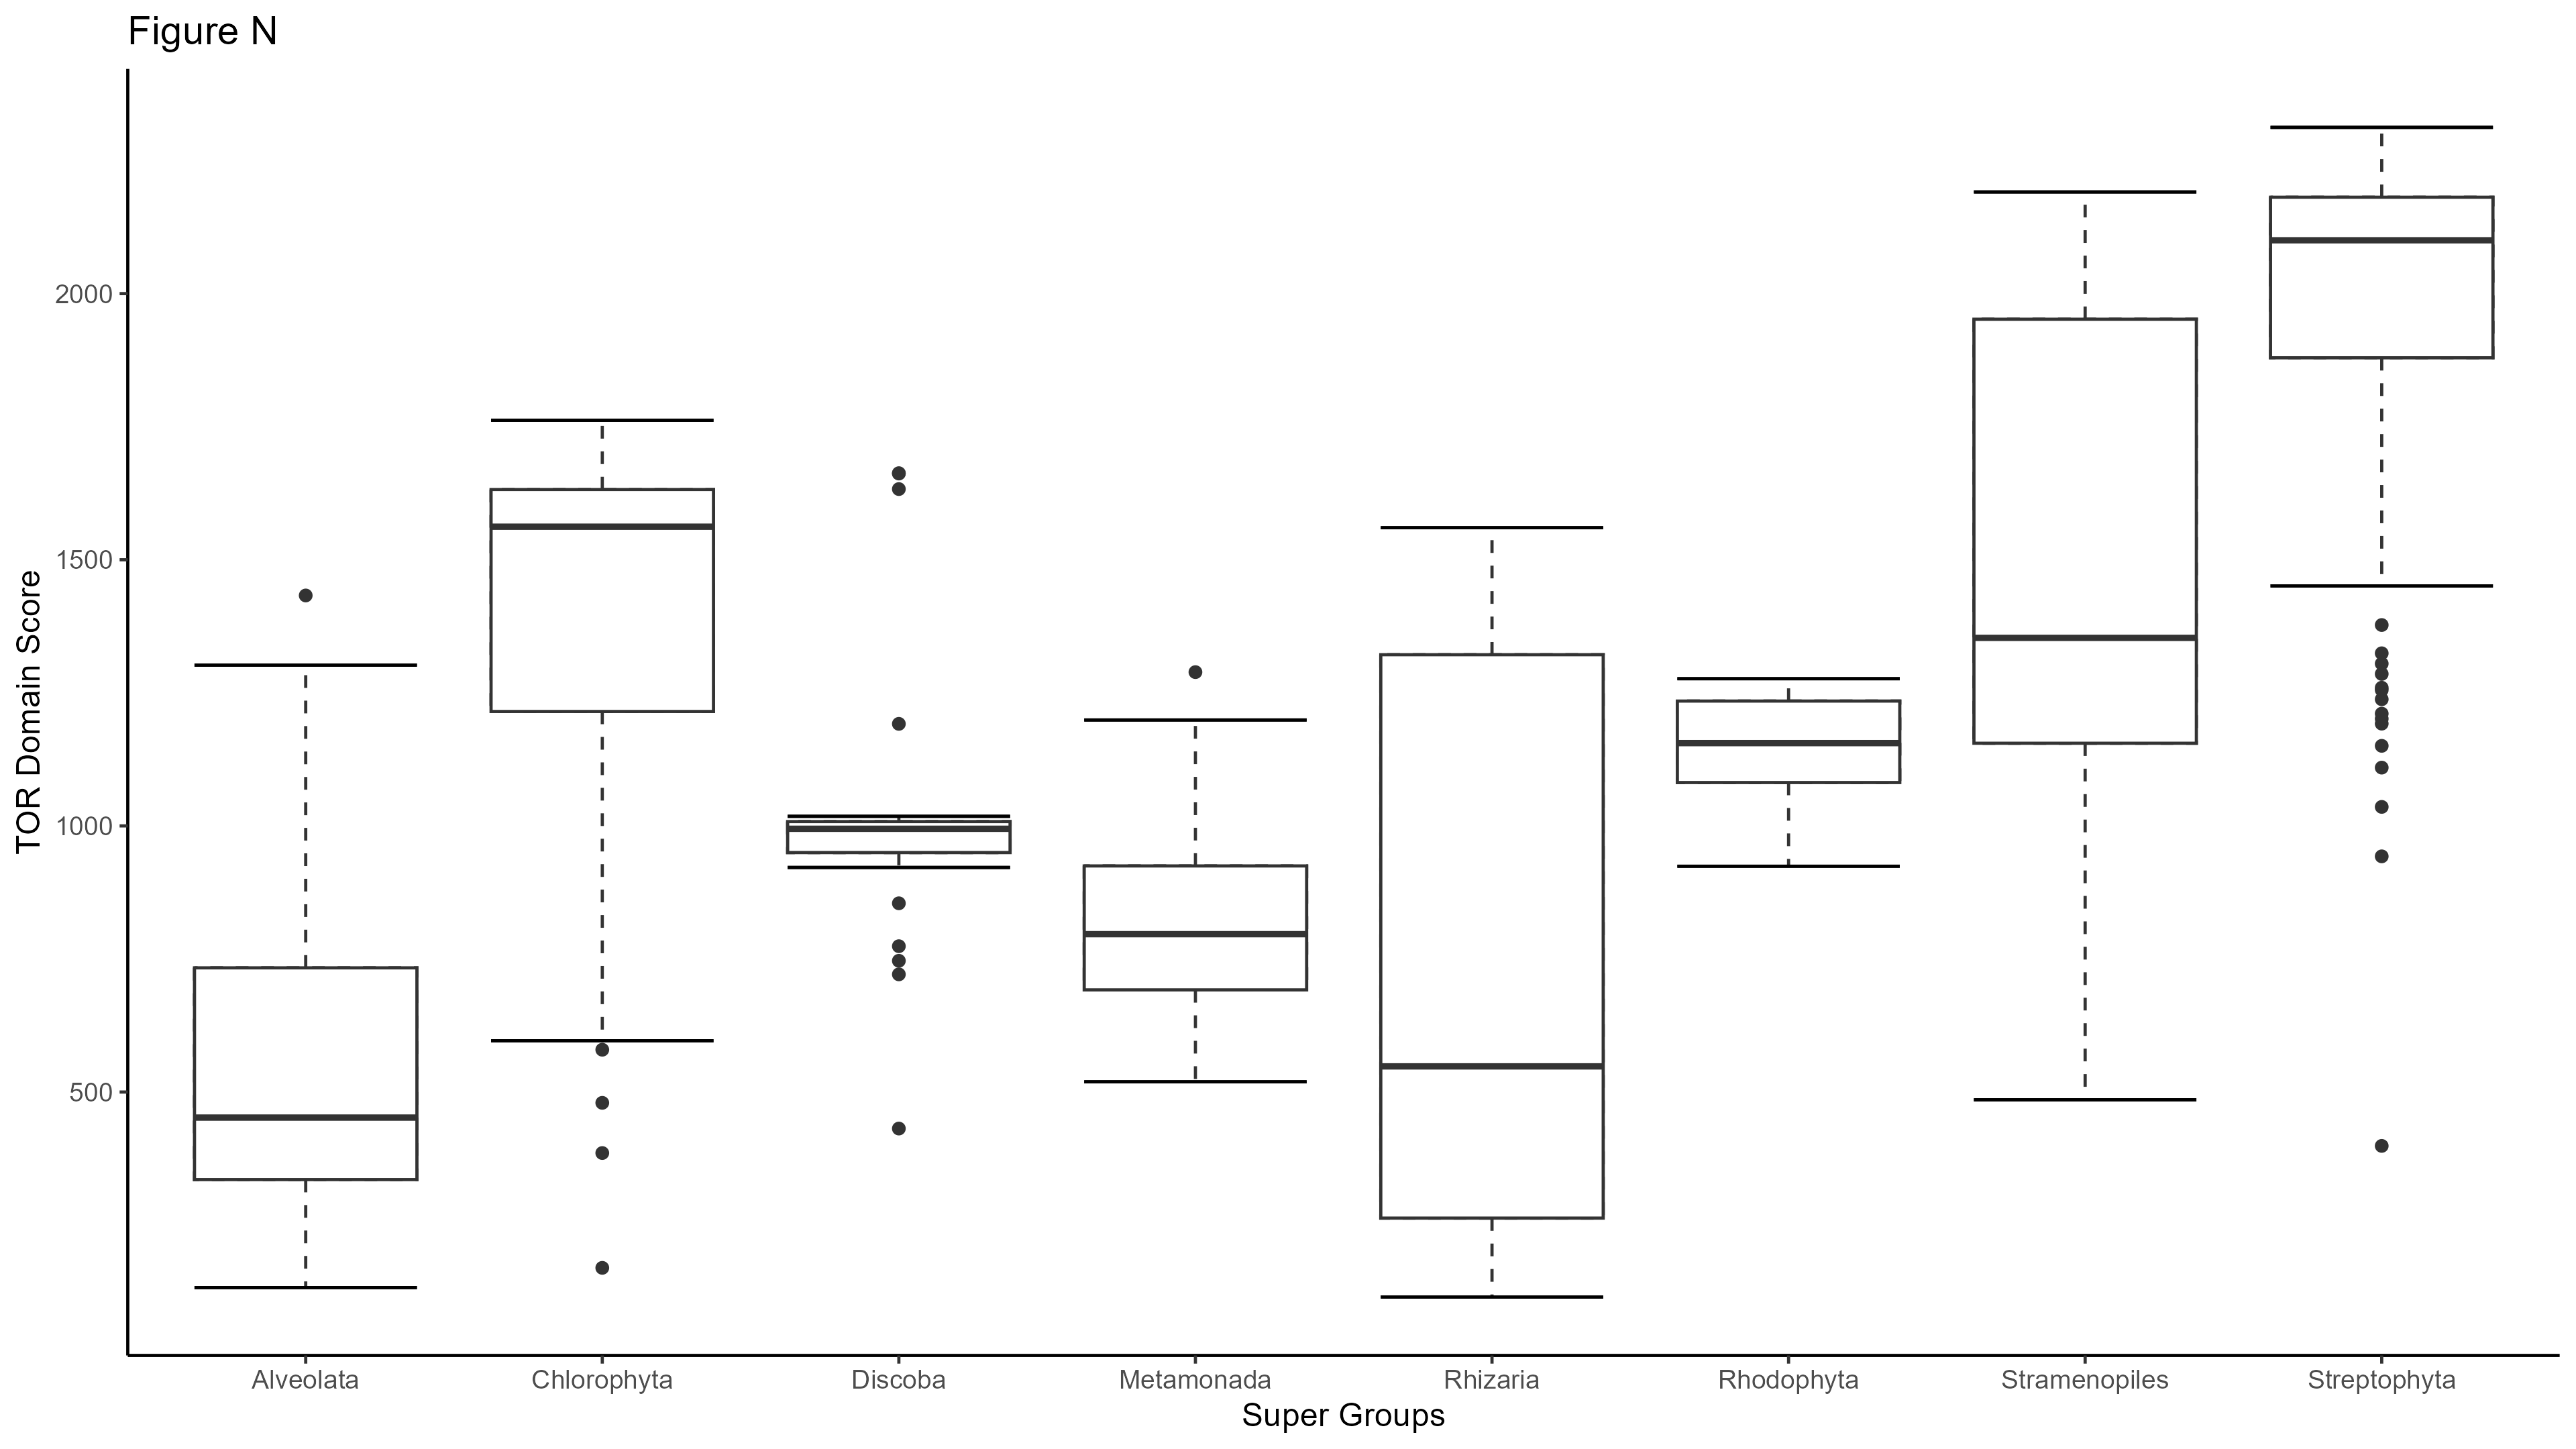 Figure N
TOR Domain Score
2000
1500
1000
500
Alveolata Chlorophyta Discoba Metamonada Rhizaria Rhodophyta Stramenopiles Streptophyta
Super Groups